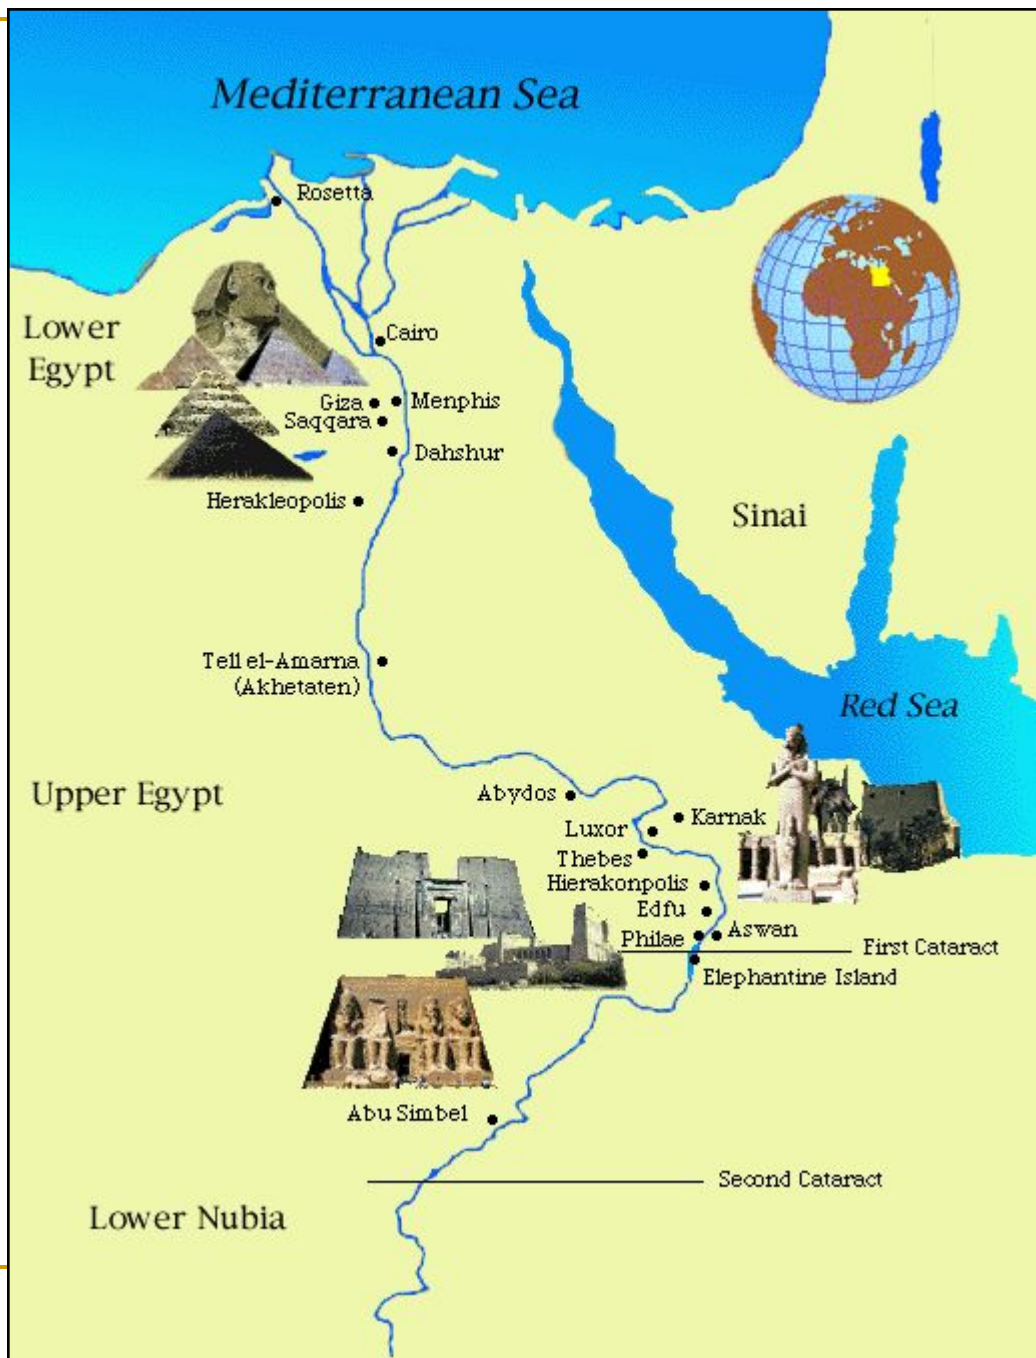 Mediterranean Sea
Rosetta
Lower
Egypt
Cairo
Giza
Menphis
Saqqara
Dahshur
Herakleopolis
Sinai
Tell el-Amarna
(Akhetaten)
Red Sea
Upper Egypt
Abydos
Karnak
Luxor
Thebes
Hierakonpolis
Edfu
Philae
Aswan
First Cataract
Elephantine Island
Abu Simbel
Second Cataract
Lower Nubia